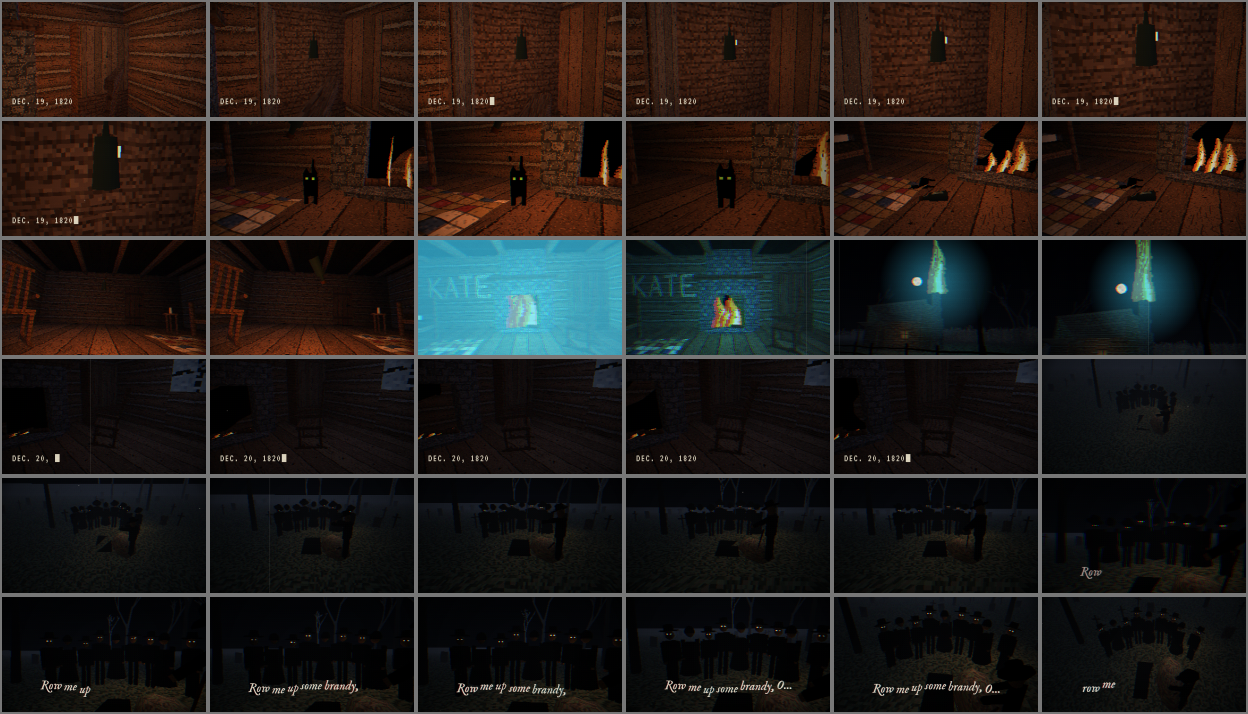 DEC. 19, 1820
DEC. 19, 1820
DEC. 19, 1820
DEC. 19, 1820
DEC. 19, 1820
DEC. 19, 1820
DEC. 19, 1820
KATE
KATE
DEC. 20,
DEC. 20, 1820
DEC. 20, 1820
DEC. 20, 1820
DEC. 20, 1820
Row
Row me up
Row me up some brandy,
Row me up some brandy,
Row me up some brandy, O...
Row me up some brandy, O...
row me